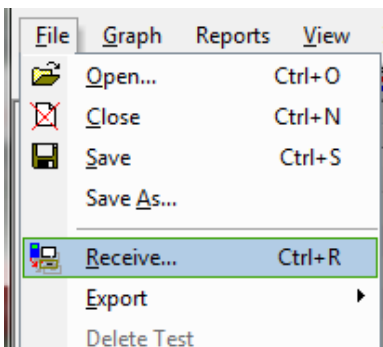 File Graph Reports View
Open... Ctrl+O
Close Ctrl+N
Save Ctrl+S
Save As...
Receive... Ctrl+R
Export
Delete Test